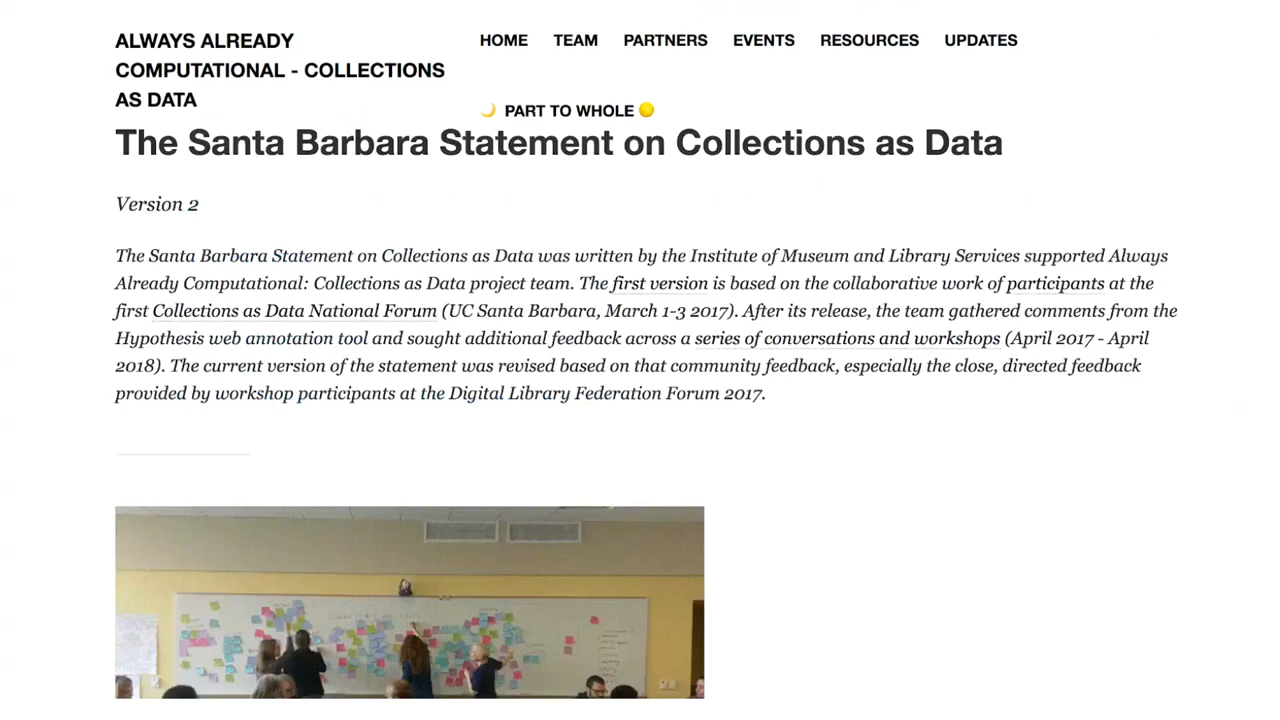 ALWAYS ALREADY
COMPUTATIONAL - COLLECTIONS
AS DATA
HOME TEAM PARTNERS EVENTS RESOURCES UPDATES
PART TO WHOLE
The Santa Barbara Statement on Collections as Data
Version 2
The Santa Barbara Statement on Collections as Data was written by the Institute of Museum and Library Services supported Always
Already Computational: Collections as Data project team. The first version is based on the collaborative work of participants at the
first Collections as Data National Forum (UC Santa Barbara, March 1-3 2017). After its release, the team gathered comments from the
Hypothesis web annotation tool and sought additional feedback across a series of conversations and workshops (April 2017 - April
2018). The current version of the statement was revised based on that community feedback, especially the close, directed feedback
provided by workshop participants at the Digital Library Federation Forum 2017.